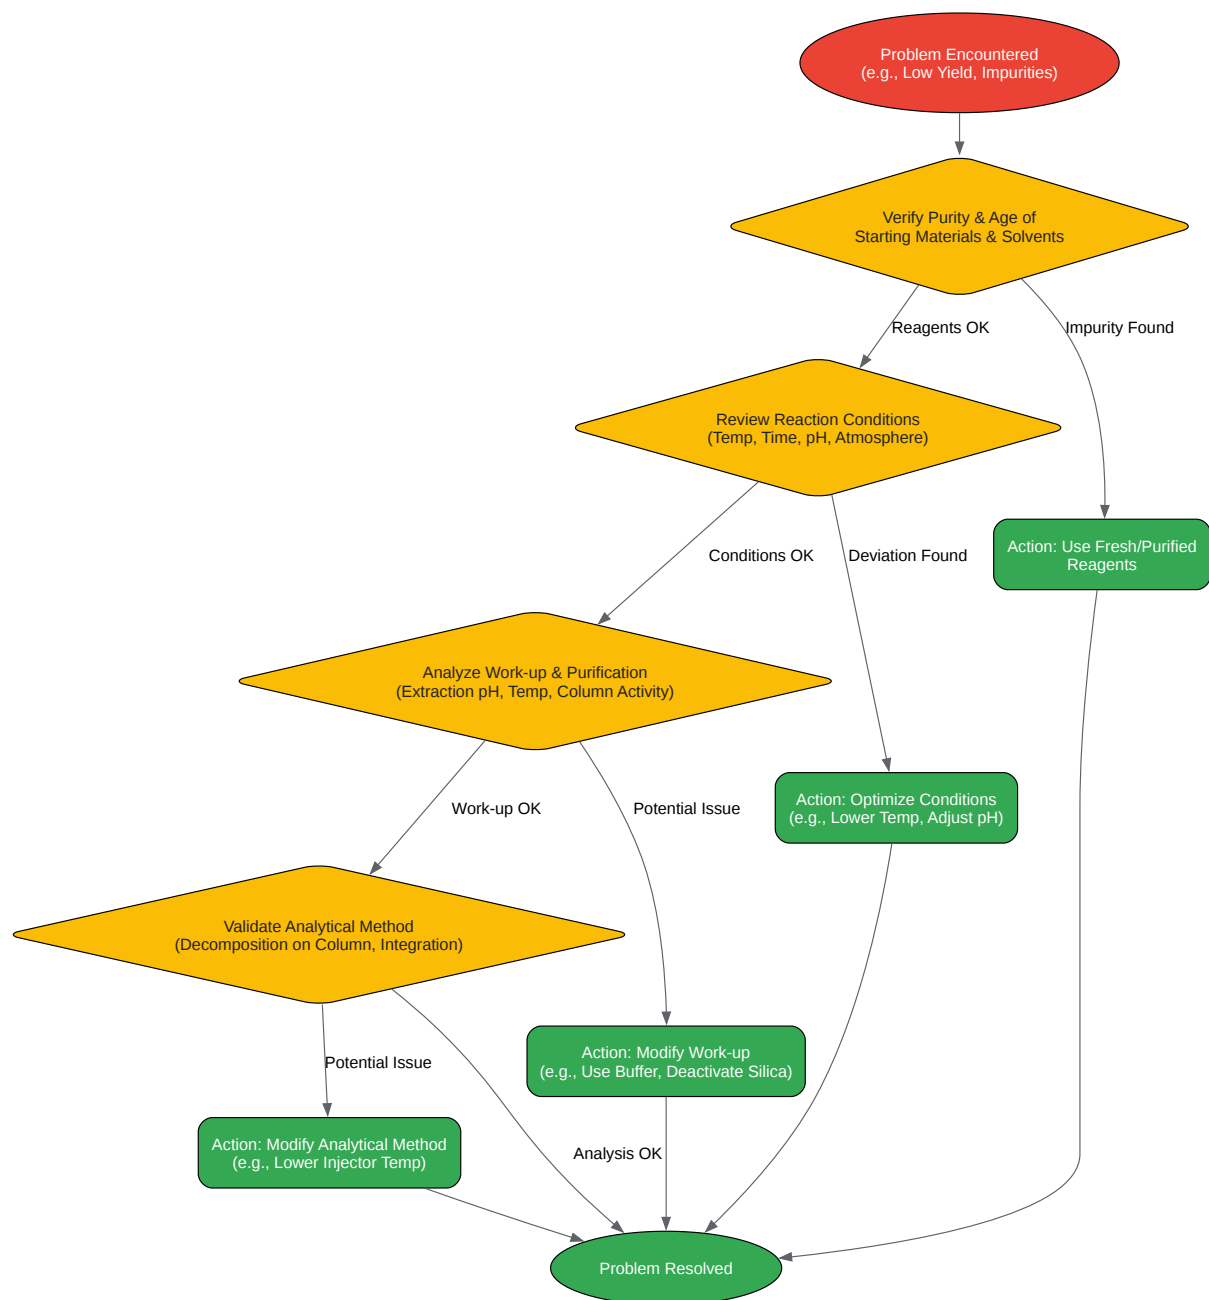 Problem Encountered
(e.g., Low Yield, Impurities)
Verify Purity & Age of
Starting Materials & Solvents
Reagents OK
Impurity Found
Review Reaction Conditions
(Temp, Time, pH, Atmosphere)
Conditions OK
Deviation Found
Action: Use Fresh/Purified
Reagents
Analyze Work-up & Purification
(Extraction pH, Temp, Column Activity)
Work-up OK
Potential Issue
Action: Optimize Conditions
(e.g., Lower Temp, Adjust pH)
Validate Analytical Method
(Decomposition on Column, Integration)
Potential Issue
Action: Modify Work-up
(e.g., Use Buffer, Deactivate Silica)
Action: Modify Analytical Method
(e.g., Lower Injector Temp)
Analysis OK
Problem Resolved